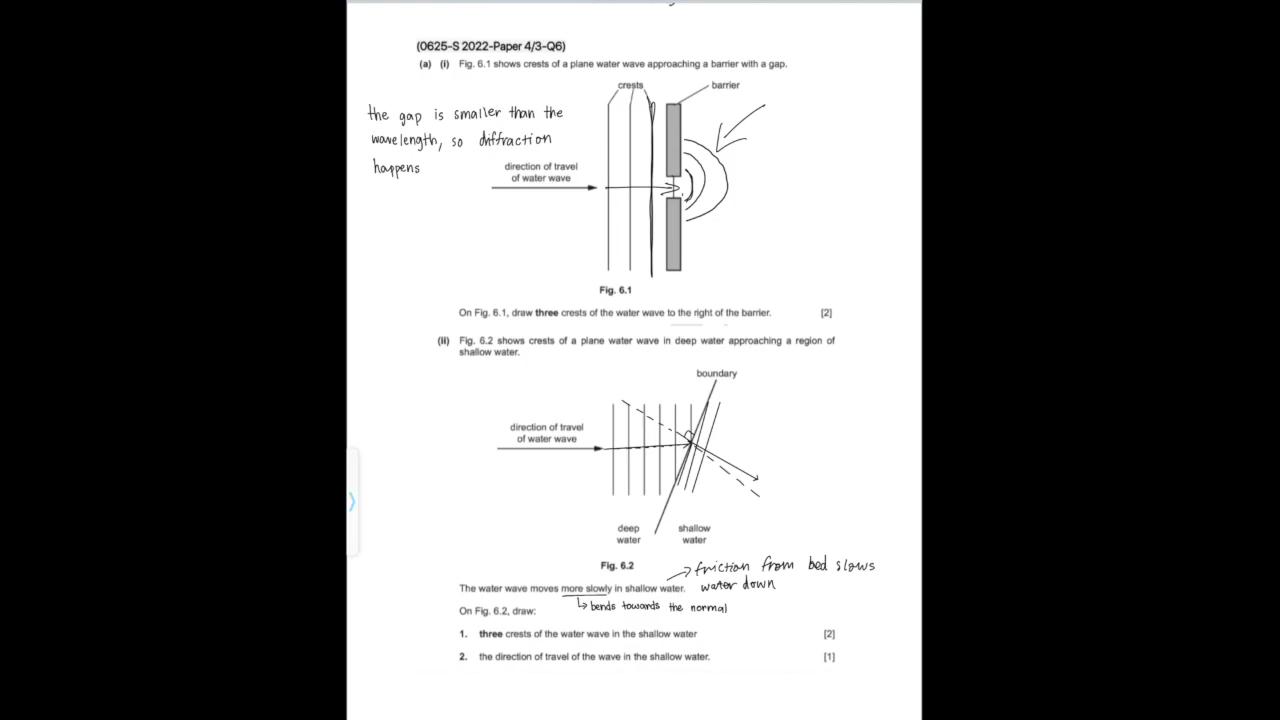 (0625-S 2022-Paper 4/3-Q6)
(a) (i) Fig. 6.1 shows crests of a plane water wave approaching a barrier with a gap.
crests
barrier
the gap is smaller than the
wavelength, so diffraction
happens
direction of travel
of water wave
Fig. 6.1
On Fig. 6.1, draw three crests of the water wave to the right of the barrier. [2]
(ii) Fig. 6.2 shows crests of a plane water wave in deep water approaching a region of
shallow water.
boundary
direction of travel
of water wave
deep
water
shallow
water
Fig. 6.2
friction from bed slows
water down
The water wave moves more slowly in shallow water.
bends towards the normal
On Fig. 6.2, draw:
1. three crests of the water wave in the shallow water [2]
2. the direction of travel of the wave in the shallow water. [1]